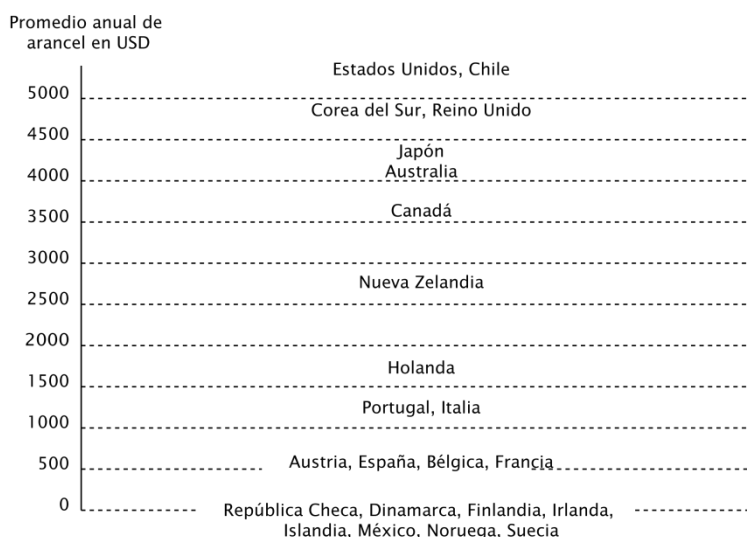 Promedio anual de
arancel en USD
Estados Unidos, Chile
5000
Corea del Sur, Reino Unido
4500
Japón
Australia
4000
Canadá
3500
3000
Nueva Zelandia
2500
2000
Holanda
1500
Portugal, Italia
1000
Austria, España, Bélgica, Francia
500
0
República Checa, Dinamarca, Finlandia, Irlanda,
Islandia, México, Noruega, Suecia